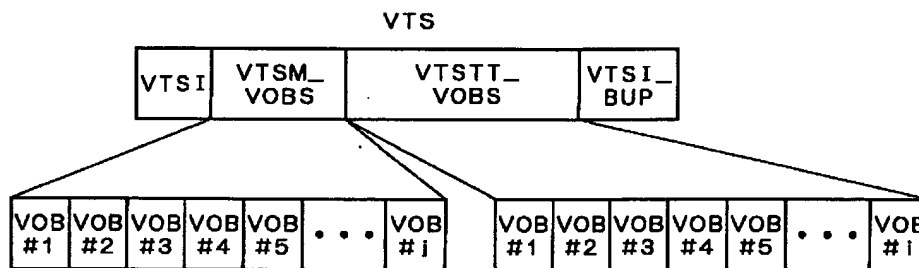 VTS
VTSI VTSM_ VOBS VTSTT_ VOBS VTSI_ BUP
VOB #1 VOB #2 VOB #3 VOB #4 VOB #5 ••• VOB #j VOB #1 VOB #2 VOB #3 VOB #4 VOB #5 ••• VOB #i